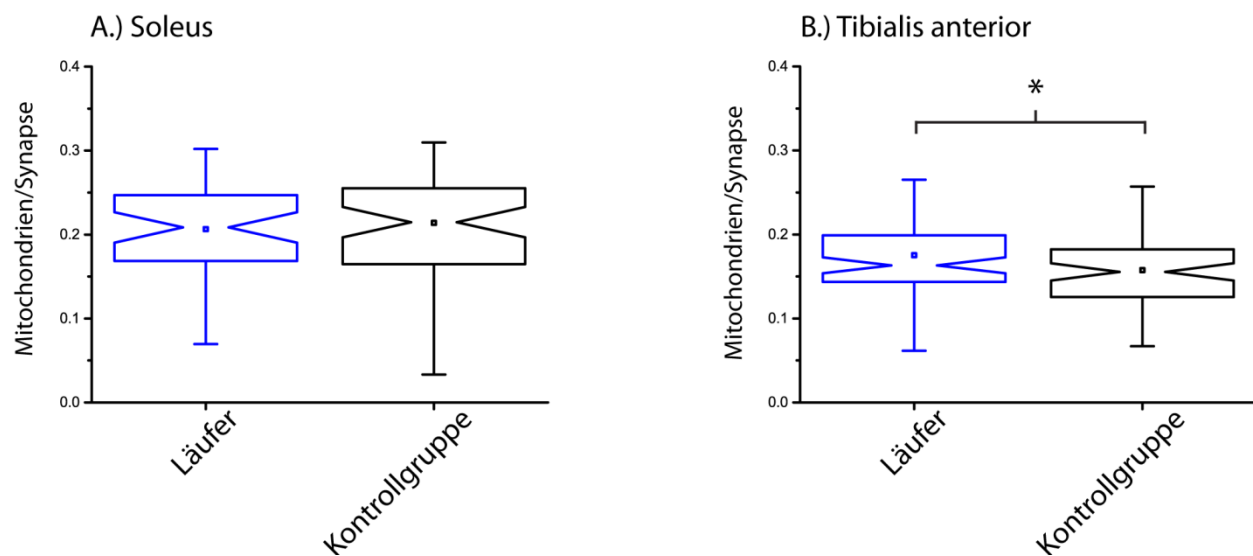 A.) Soleus
Mitochondrien/Synapse
0.4
0.3
0.2
0.1
0.0
Läufer
Kontrollgruppe
B.) Tibialis anterior
Mitochondrien/Synapse
0.4
0.3
0.2
0.1
0.0
*
Läufer
Kontrollgruppe